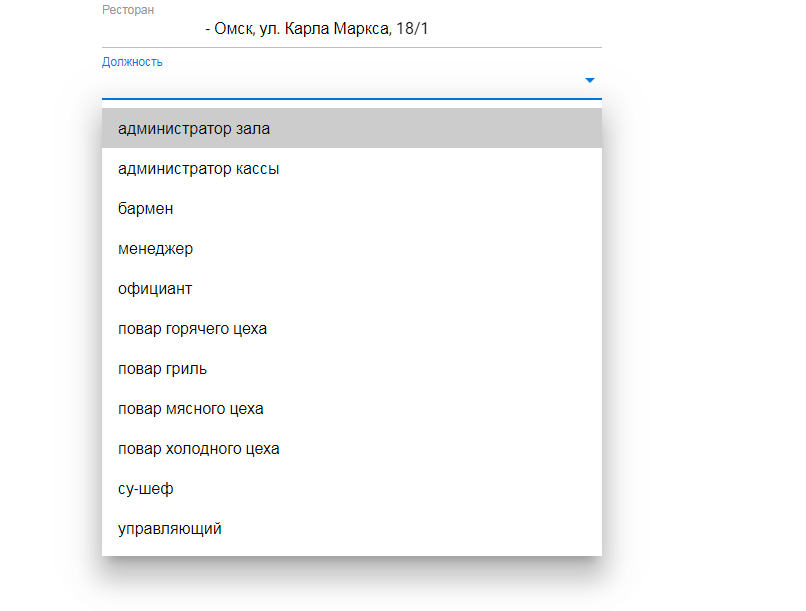 Ресторан
- Омск, ул. Карла Маркса, 18/1
Должность
администратор зала
администратор кассы
бармен
менеджер
официант
повар горячего цеха
повар гриль
повар мясного цеха
повар холодного цеха
су-шеф
управляющий